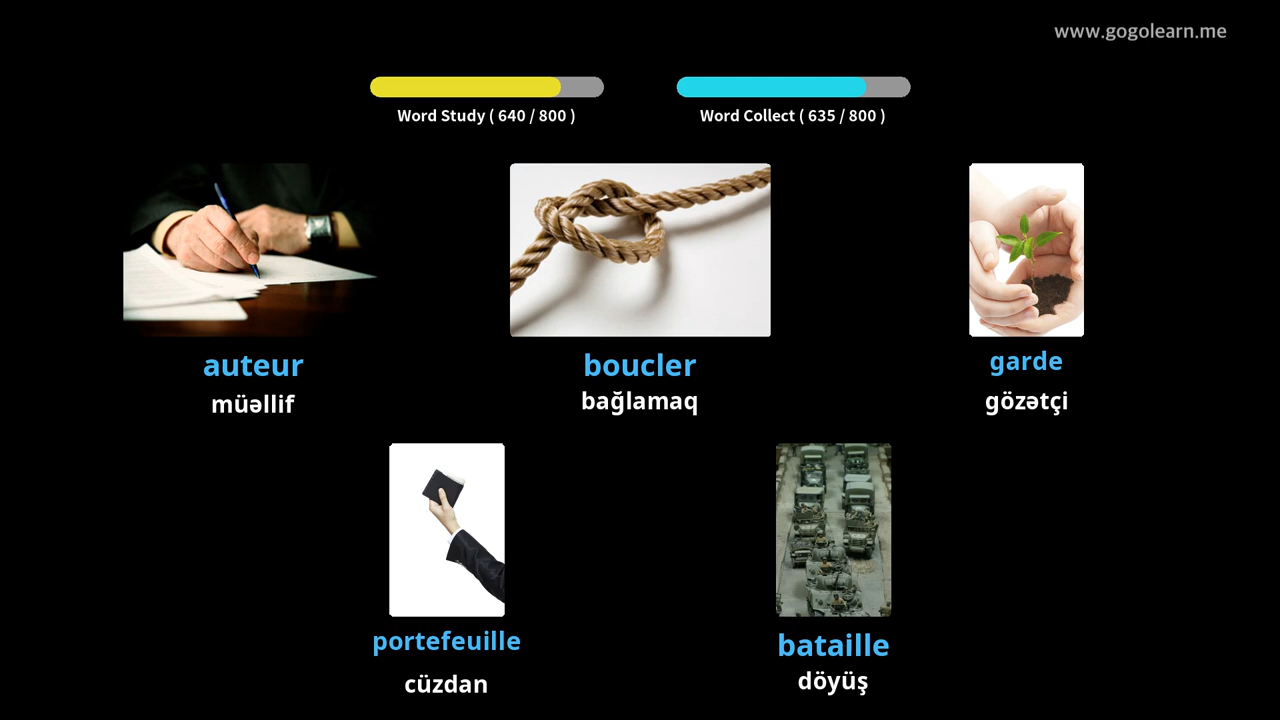 www.gogolearn.me
Word Study ( 640 / 800 )
Word Collect ( 635 / 800 )
auteur
müəllif
boucler
bağlamaq
garde
gözətçi
portefeuille
cüzdan
bataille
döyüş